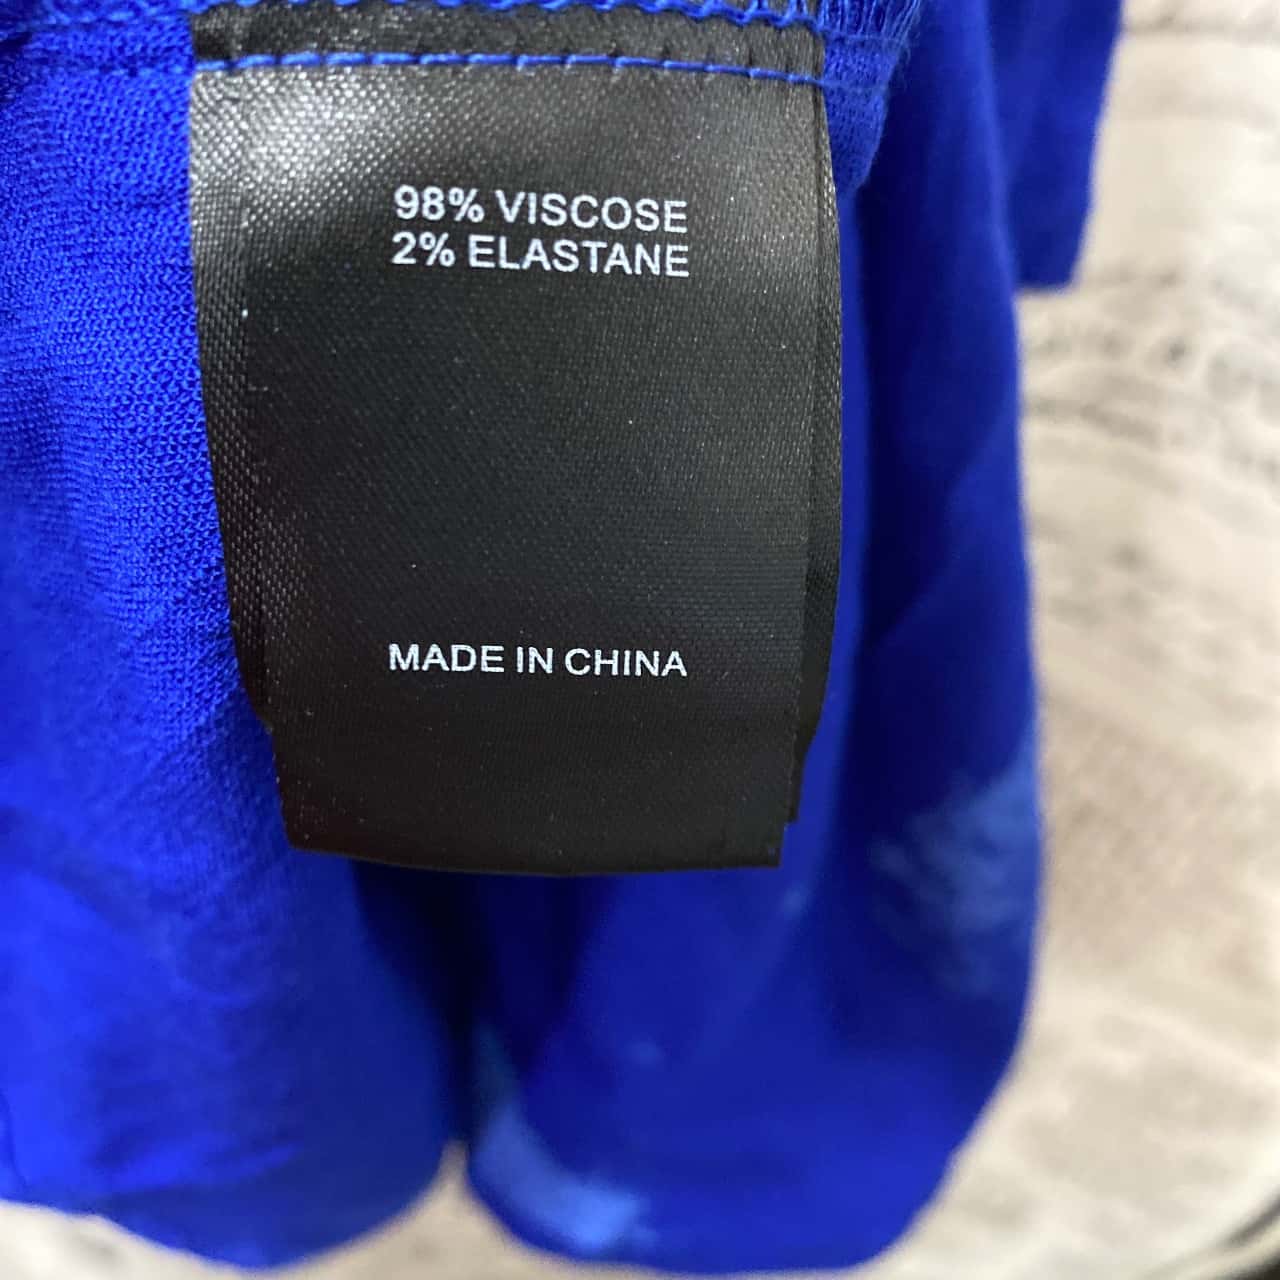 98% VISCOSE
2% ELASTANE
MADE IN CHINA